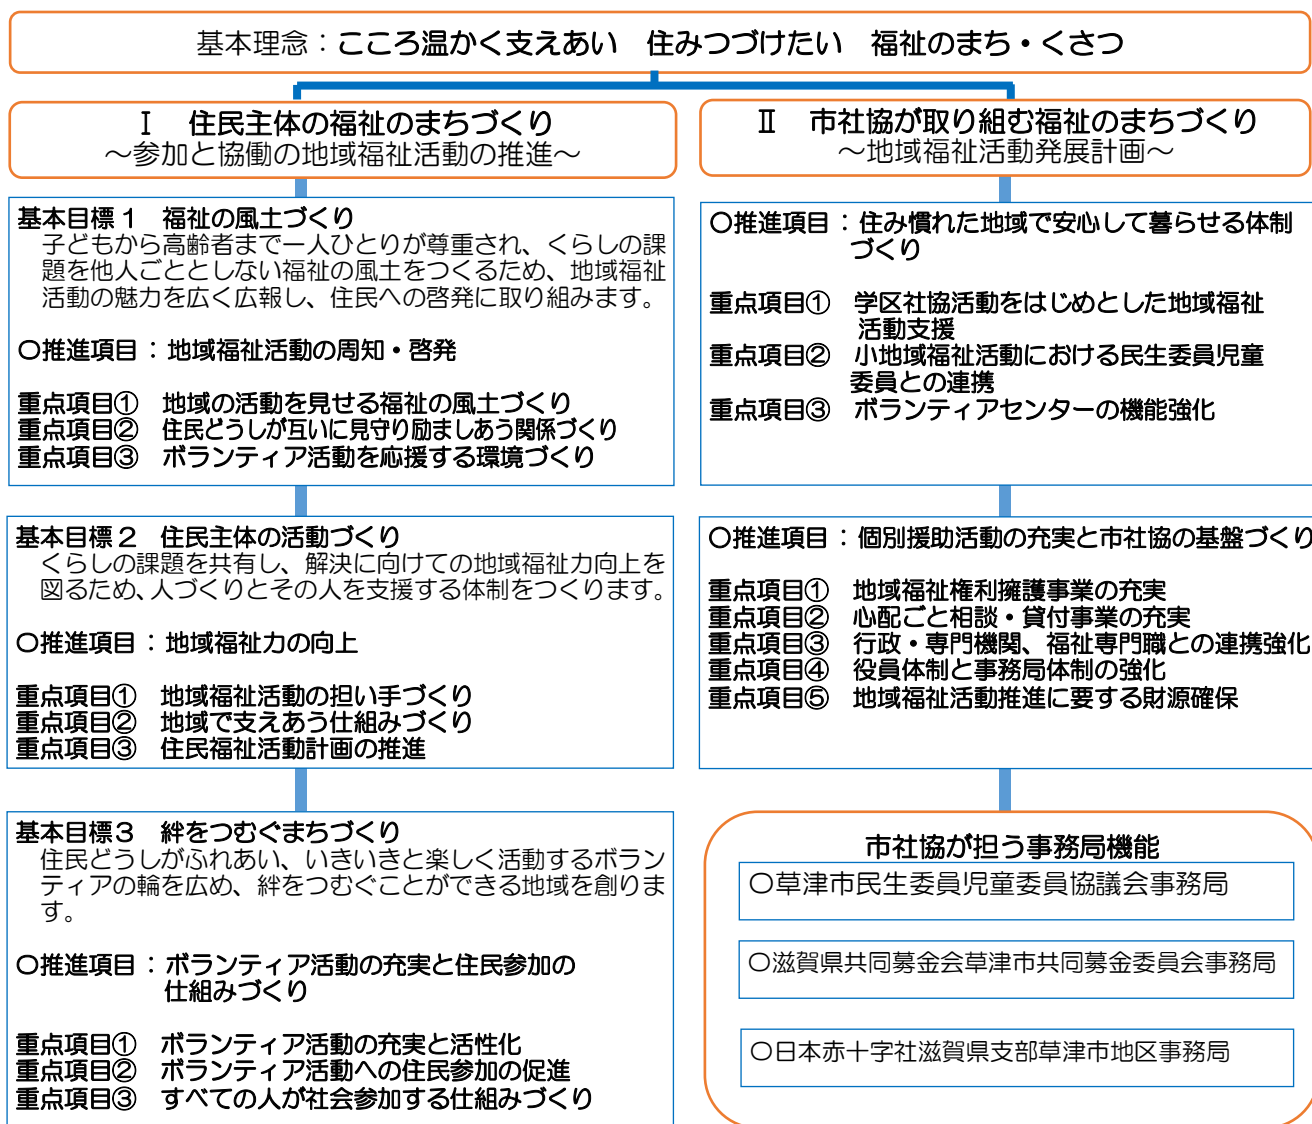 基本理念：こころ温かく支えあい　住みつづけたい　福祉のまち・くさつ
Ⅰ　住民主体の福祉のまちづくり
～参加と協働の地域福祉活動の推進～
基本目標１　福祉の風土づくり
子どもから高齢者まで一人ひとりが尊重され、くらしの課
題を他人ごととしない福祉の風土をつくるため、地域福祉
活動の魅力を広く広報し、住民への啓発に取り組みます。
○推進項目：地域福祉活動の周知・啓発
重点項目①　地域の活動を見せる福祉の風土づくり
重点項目②　住民どうしが互いに見守り励ましあう関係づくり
重点項目③　ボランティア活動を応援する環境づくり
基本目標２　住民主体の活動づくり
くらしの課題を共有し、解決に向けての地域福祉力向上を
図るため、人づくりとその人を支援する体制をつくります。
○推進項目：地域福祉力の向上
重点項目①　地域福祉活動の担い手づくり
重点項目②　地域で支えあう仕組みづくり
重点項目③　住民福祉活動計画の推進
基本目標３　絆をつむぐまちづくり
住民どうしがふれあい、いきいきと楽しく活動するボラン
ティアの輪を広め、絆をつむぐことができる地域を創りま
す。
○推進項目：ボランティア活動の充実と住民参加の
仕組みづくり
重点項目①　ボランティア活動の充実と活性化
重点項目②　ボランティア活動への住民参加の促進
重点項目③　すべての人が社会参加する仕組みづくり
Ⅱ　市社協が取り組む福祉のまちづくり
～地域福祉活動発展計画～
○推進項目：住み慣れた地域で安心して暮らせる体制
づくり
重点項目①　学区社協活動をはじめとした地域福祉
活動支援
重点項目②　小地域福祉活動における民生委員児童
委員との連携
重点項目③　ボランティアセンターの機能強化
○推進項目：個別援助活動の充実と市社協の基盤づくり
重点項目①　地域福祉権利擁護事業の充実
重点項目②　心配ごと相談・貸付事業の充実
重点項目③　行政・専門機関、福祉専門職との連携強化
重点項目④　役員体制と事務局体制の強化
重点項目⑤　地域福祉活動推進に要する財源確保
市社協が担う事務局機能
○草津市民生委員児童委員協議会事務局
○滋賀県共同募金会草津市共同募金委員会事務局
○日本赤十字社滋賀県支部草津市地区事務局